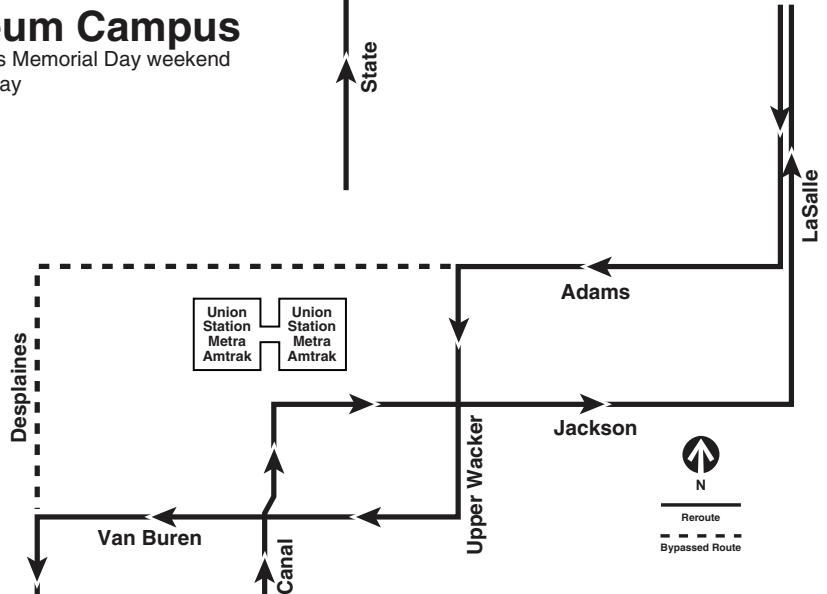 um Campus
s Memorial Day weekend
ay
State
LaSalle
Adams
Union
Station
Metra
Amtrak
Union
Station
Metra
Amtrak
Desplaines
Jackson
Upper Wacker
N
Reroute
Van Buren
Bypassed Route
Canal